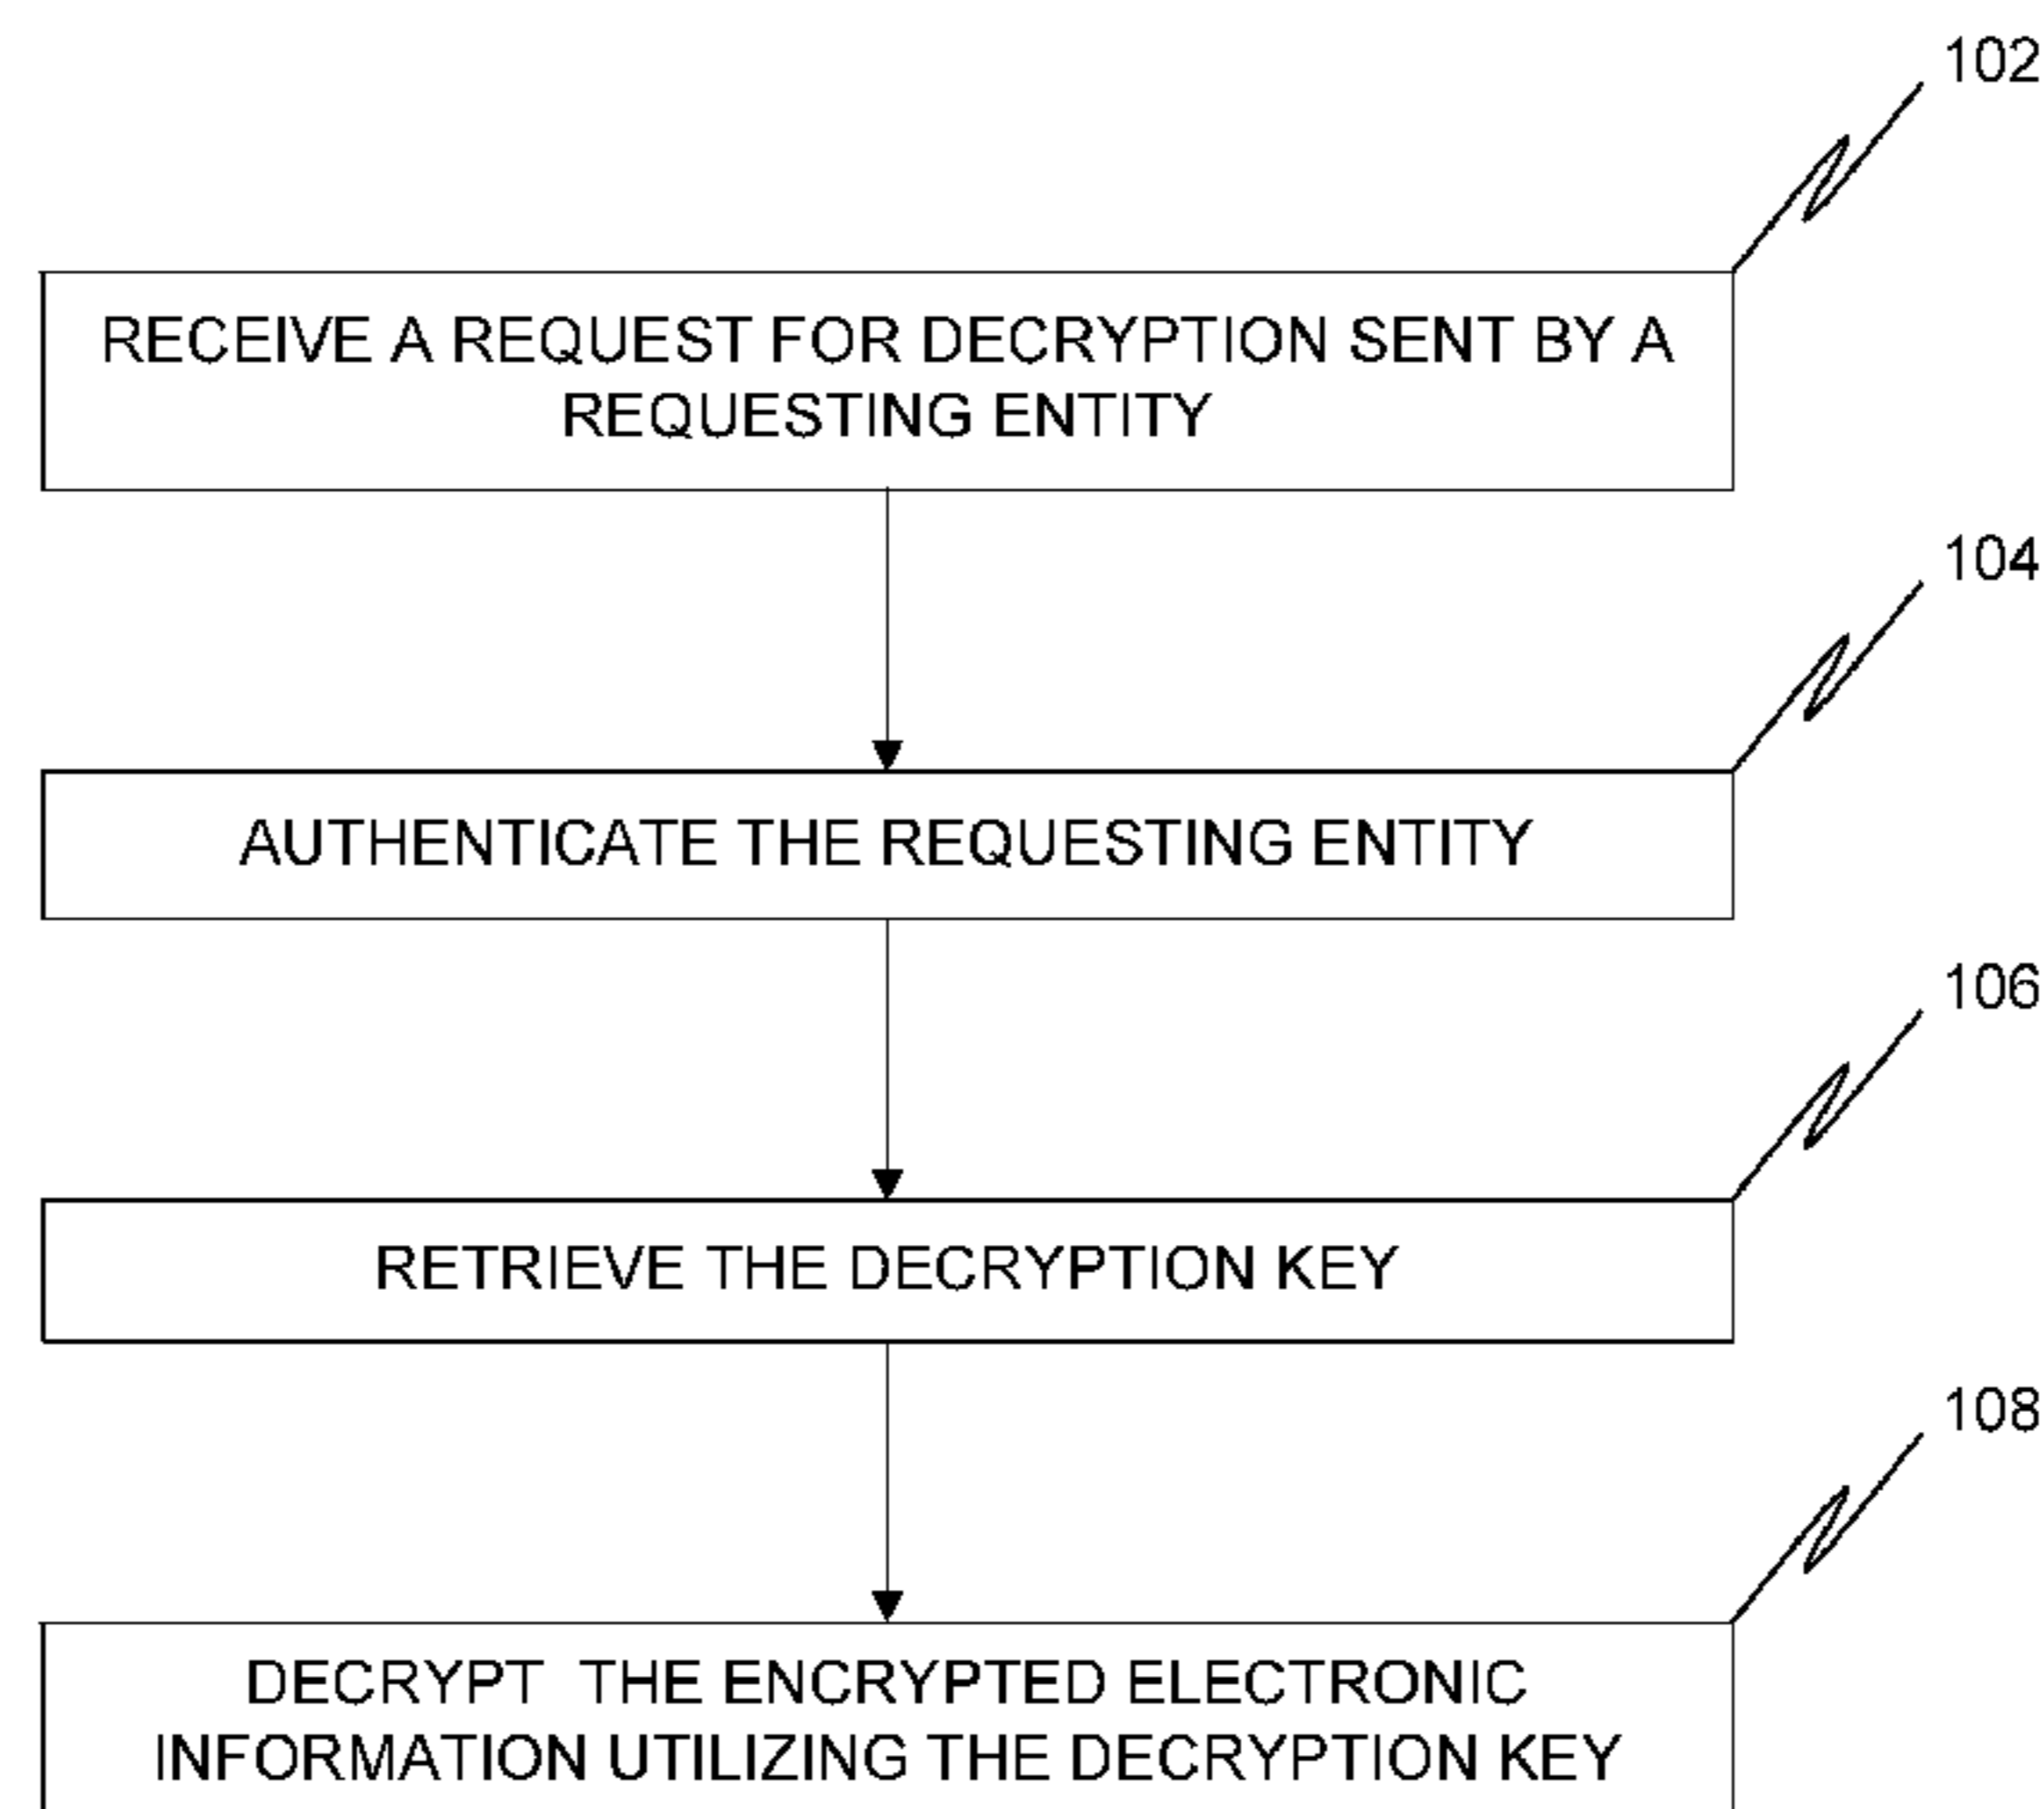 102
RECEIVE A REQUEST FOR DECRYPTION SENT BY A
REQUESTING ENTITY
104
AUTHENTICATE THE REQUESTING ENTITY
106
RETRIEVE THE DECRYPTION KEY
108
DECRYPT THE ENCRYPTED ELECTRONIC
INFORMATION UTILIZING THE DECRYPTION KEY